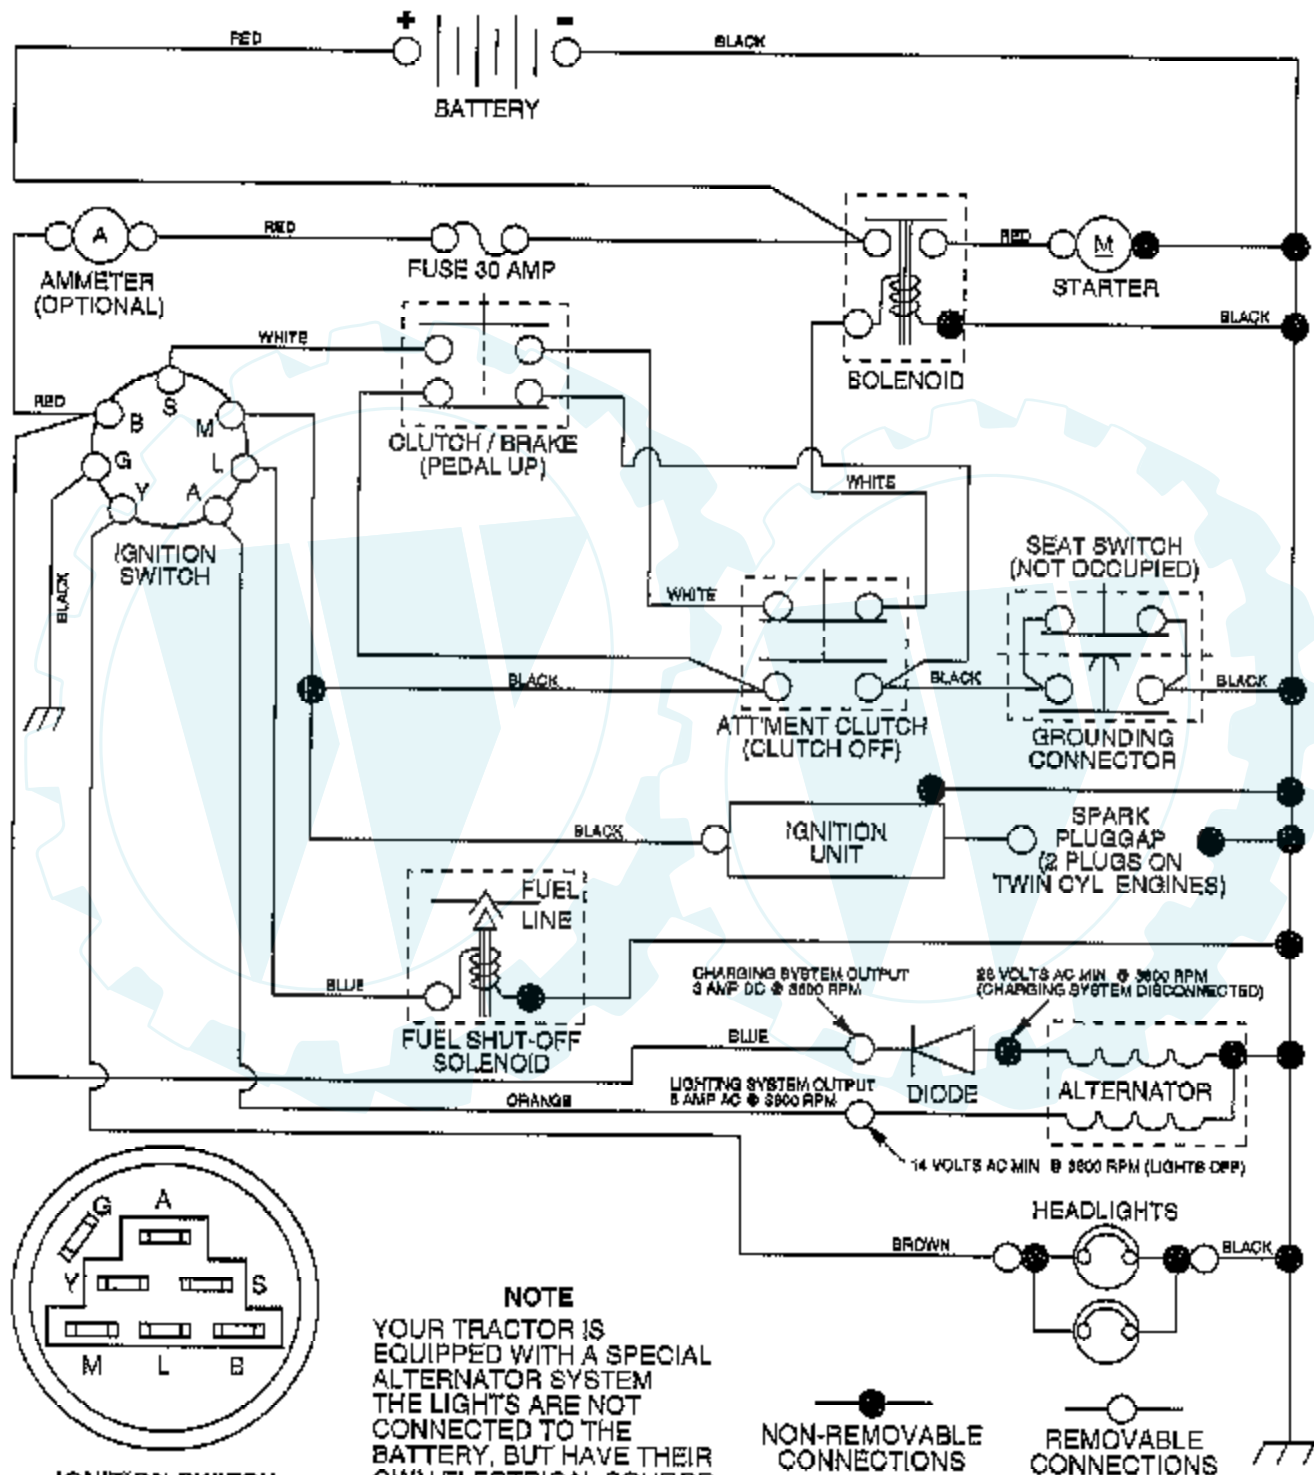 + -
RED
BLACK
BATTERY
A
RED
RED
M
AMMETER
(OPTIONAL)
FUSE 30 AMP
STARTER
WHITE
BLACK
SOLENOID
RED
S
B
M
G
L
Y
A
CLUTCH / BRAKE
(PEDAL UP)
WHITE
IGNITION
SWITCH
BLACK
SEAT SWITCH
(NOT OCCUPIED)
WHITE
BLACK
BLACK
BLACK
ATT'MENT CLUTCH
(CLUTCH OFF)
GROUNDING
CONNECTOR
BLACK
IGNITION
UNIT
SPARK
PLUGGAP
(2 PLUGS ON
TWIN CYL ENGINES)
FUEL
LINE
BLUE
FUEL SHUT-OFF
SOLENOID
CHARGING SYSTEM OUTPUT
3 AMP DC @ 3600 RPM
28 VOLTS AC MIN @ 3600 RPM
(CHARGING SYSTEM DISCONNECTED)
BLUE
DIODE
ALTERNATOR
LIGHTING SYSTEM OUTPUT
5 AMP AC @ 3600 RPM
ORANGE
14 VOLTS AC MIN @ 3600 RPM (LIGHTS OFF)
HEADLIGHTS
BROWN
BLACK
G
A
Y
S
M
L
B
NOTE
YOUR TRACTOR IS
EQUIPPED WITH A SPECIAL
ALTERNATOR SYSTEM
THE LIGHTS ARE NOT
CONNECTED TO THE
BATTERY, BUT HAVE THEIR
NON-REMOVABLE
CONNECTIONS
REMOVABLE
CONNECTIONS